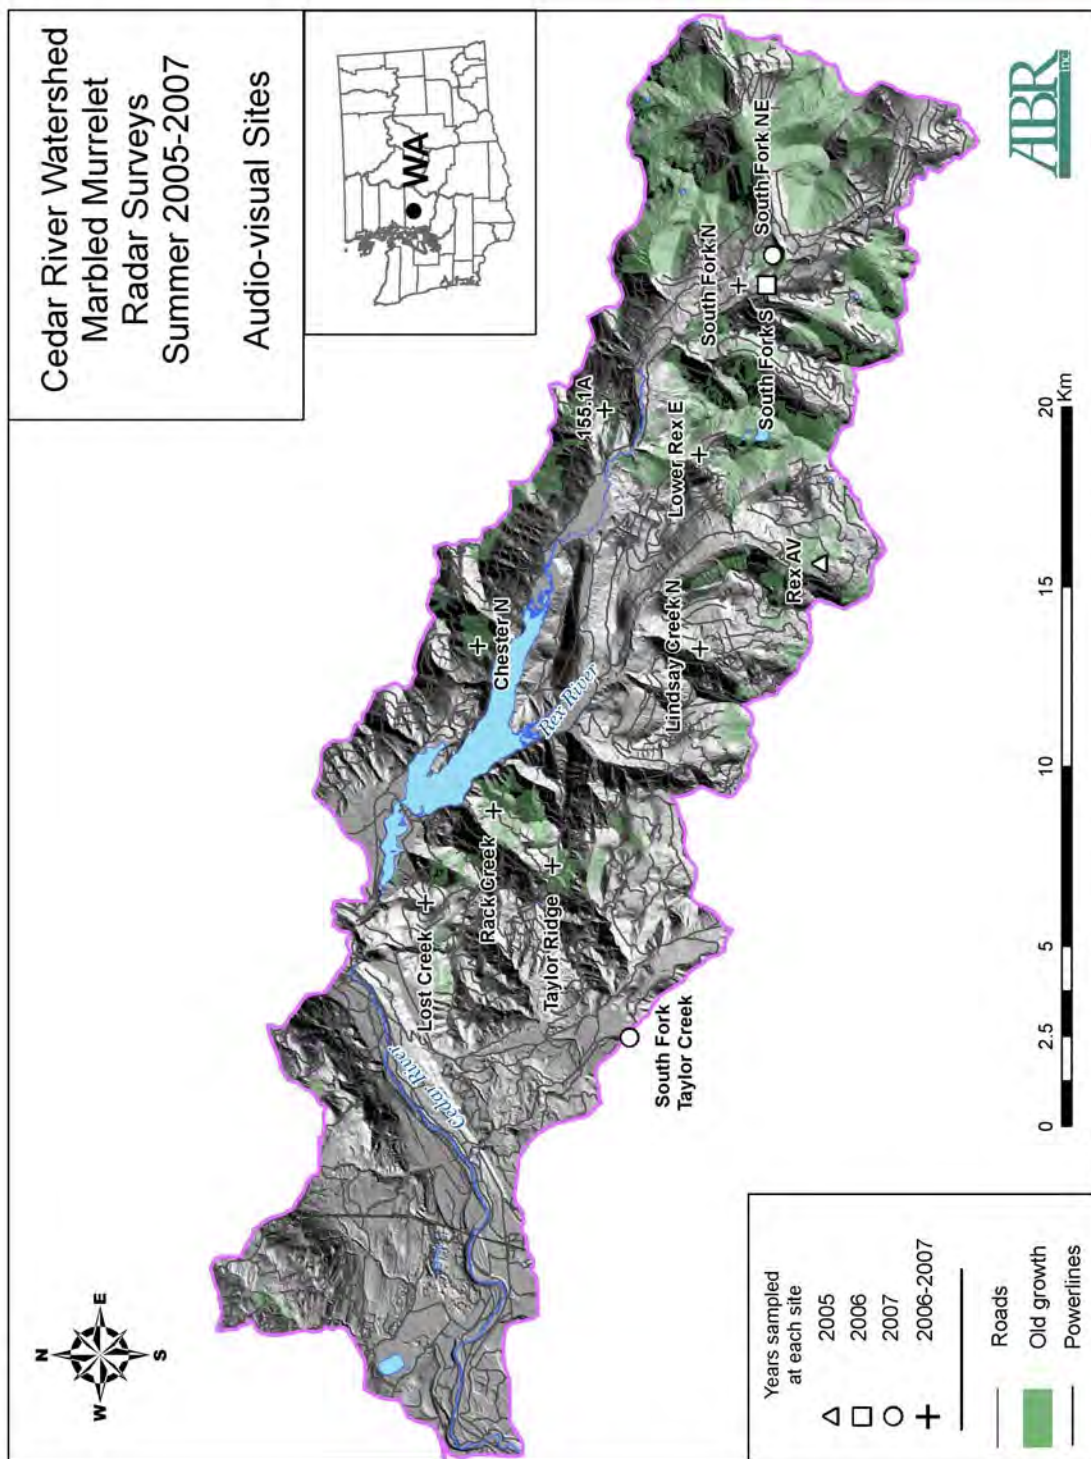 Cedar River Watershed
Marbled Murrelet
Radar Surveys
Summer 2005-2007
Audio-visual Sites
WA
N
W
E
S
Cedar River
Lost Creek
Rack Creek
Taylor Ridge
South Fork
Taylor Creek
Chester N
Rex River
Lindsay Creek N
Rex AV
155.1A
Lower Rex E
South Fork N
South Fork S
South Fork NE
Years sampled
at each site
2005
2006
2007
2006-2007
Roads
Old growth
Powerlines
0
2.5
5
10
15
20
Km
ABR
inc.